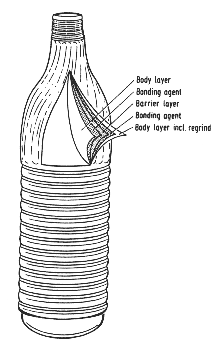 Body layer
Bonding agent
Barrier layer
Bonding agent
Body layer incl. regrind